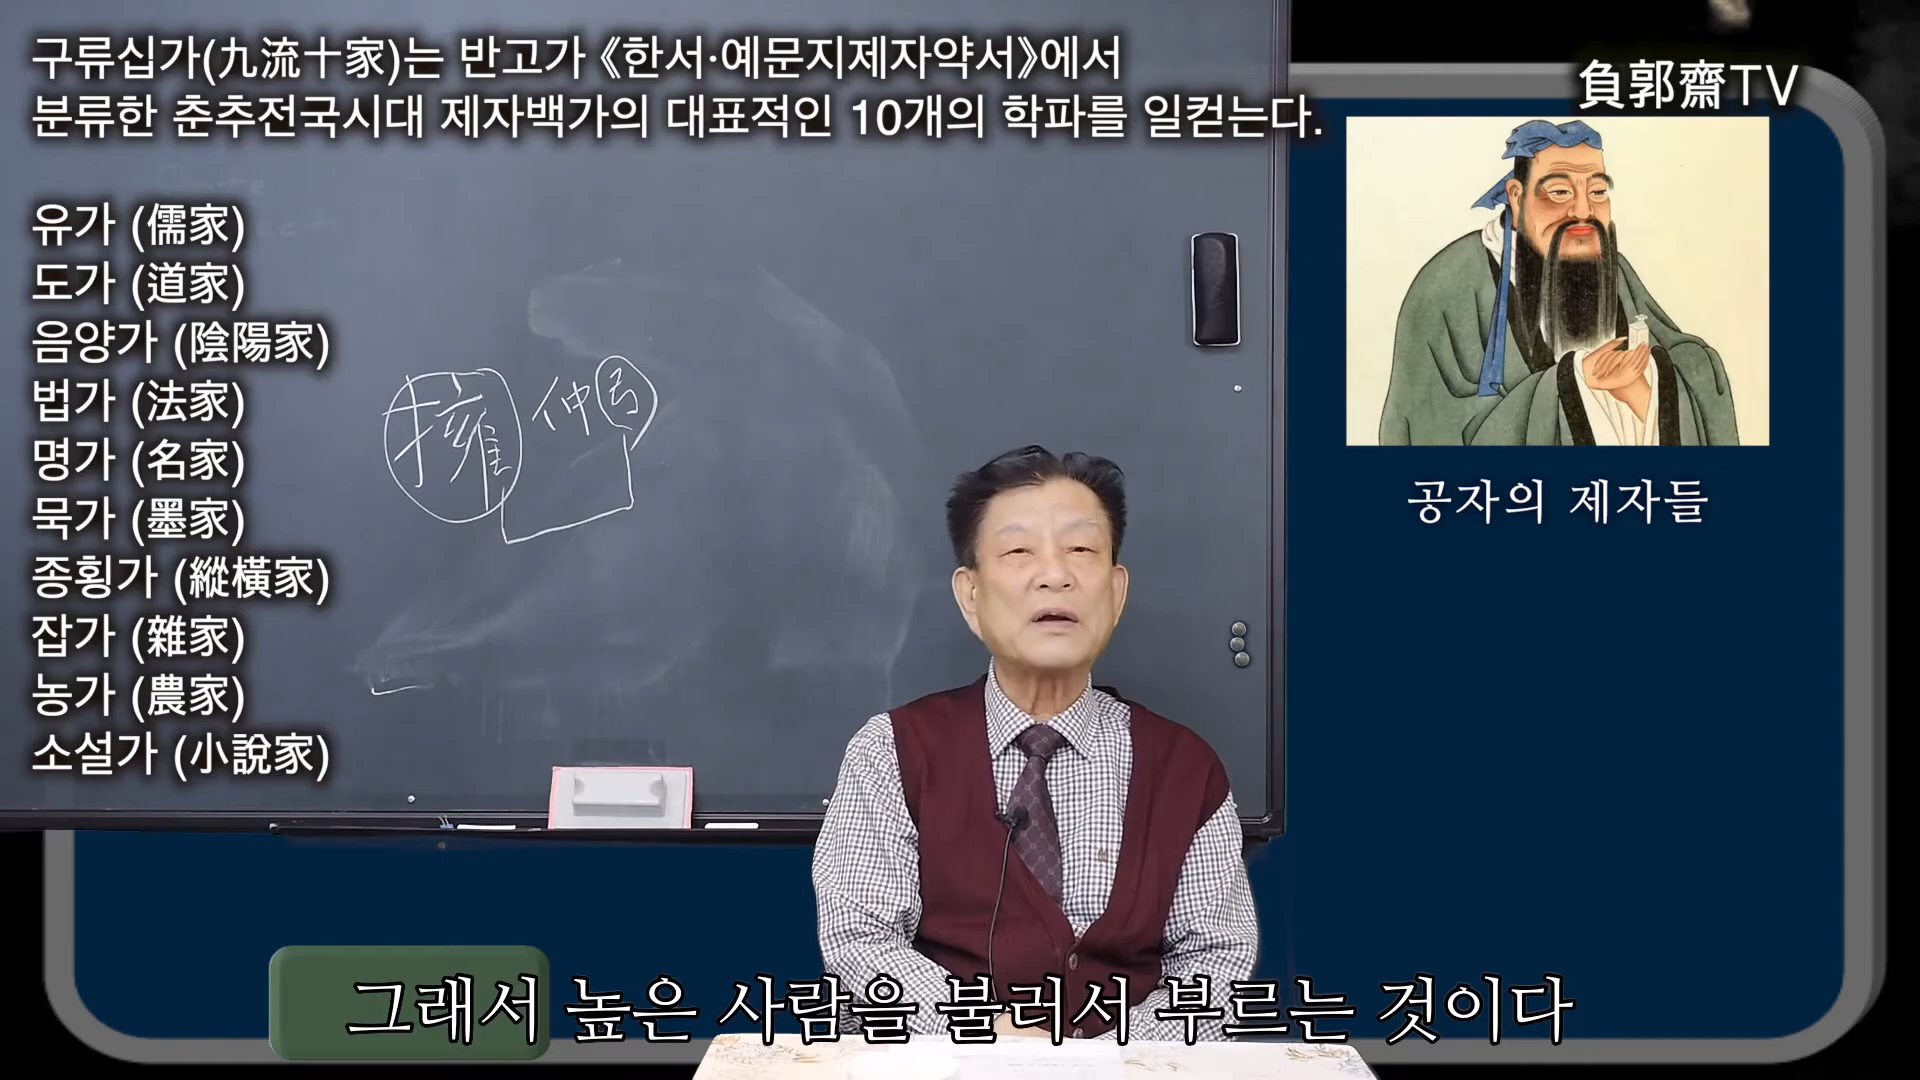 구류십가(九流十家)는 반고가 《한서·예문지제자약서》에서
분류한 춘추전국시대 제자백가의 대표적인 10개의 학파를 일컫는다.
유가 (儒家)
도가 (道家)
음양가 (陰陽家)
법가 (法家)
명가 (名家)
묵가 (墨家)
종횡가 (縱橫家)
잡가 (雜家)
농가 (農家)
소설가 (小說家)
負郭齋TV
공자의 제자들
擁 仲
그래서 높은 사람을 불러서 부르는 것이다